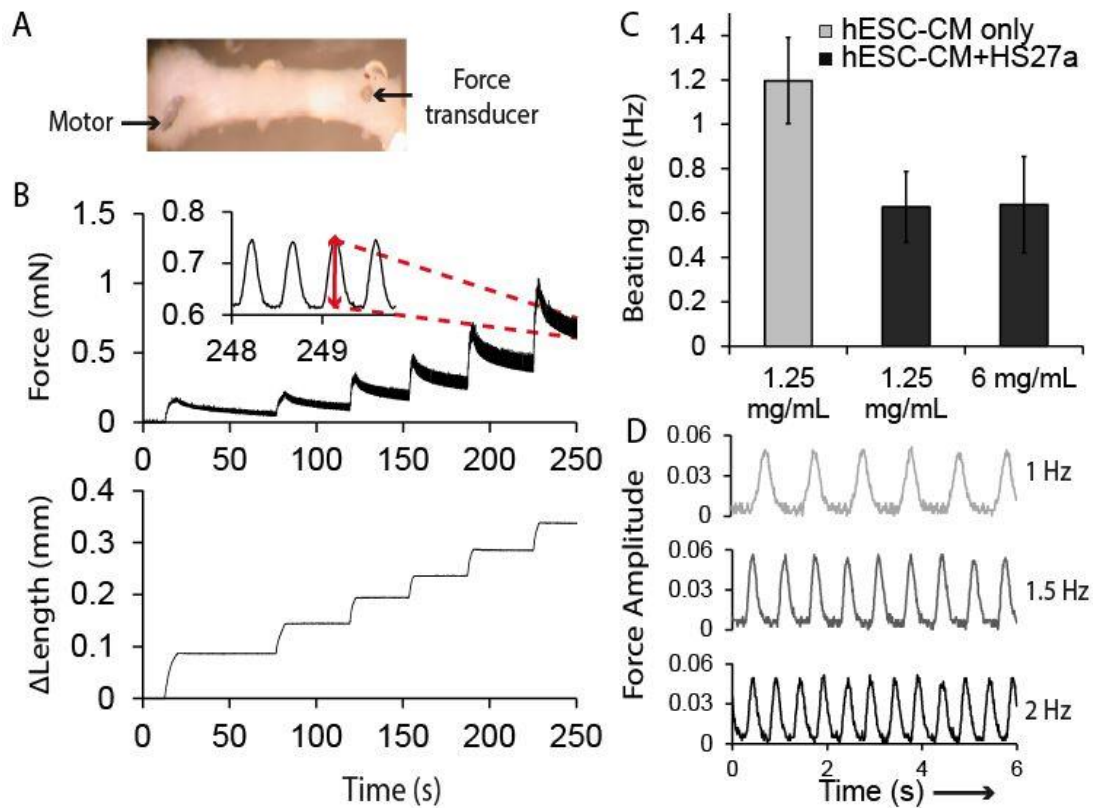 A
Motor
Force
transducer
B
Force (mN)
1.5
1
0.5
0
0.8
0.7
0.6
248 249
0 50 100 150 200 250
ΔLength (mm)
0.4
0.3
0.2
0.1
0
0 50 100 150 200 250
Time (s)
C
hESC-CM only
hESC-CM+HS27a
Beating rate (Hz)
1.4
1.2
1
0.8
0.6
0.4
0.2
0
1.25
mg/mL
1.25
mg/mL
6 mg/mL
D
Force Amplitude
0.06
0.03
0
1 Hz
0.06
0.03
0
1.5 Hz
0.06
0.03
0
2 Hz
0 2 4 6
Time (s)